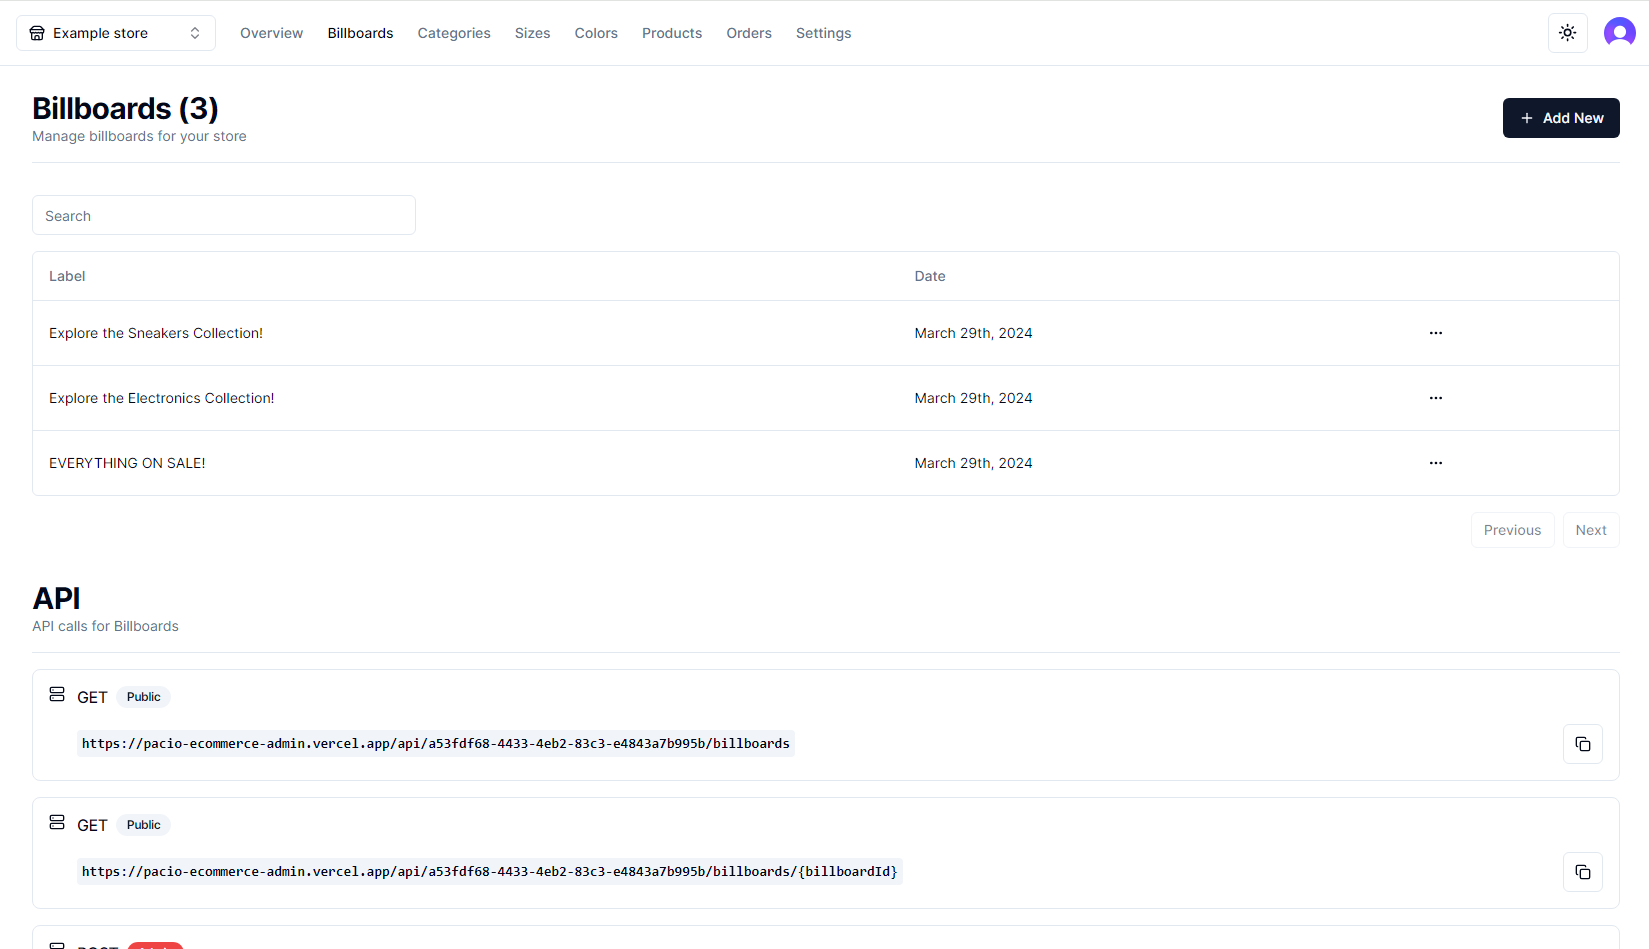 Example store
Overview Billboards Categories Sizes Colors Products Orders Settings
Billboards (3)
Manage billboards for your store
+ Add New
Search
Label Date
Explore the Sneakers Collection! March 29th, 2024
Explore the Electronics Collection! March 29th, 2024
EVERYTHING ON SALE! March 29th, 2024
Previous Next
API
API calls for Billboards
GET Public
https://pacio-ecommerce-admin.vercel.app/api/a53fdf68-4433-4eb2-83c3-e4843a7b995b/billboards
GET Public
https://pacio-ecommerce-admin.vercel.app/api/a53fdf68-4433-4eb2-83c3-e4843a7b995b/billboards/{billboardId}